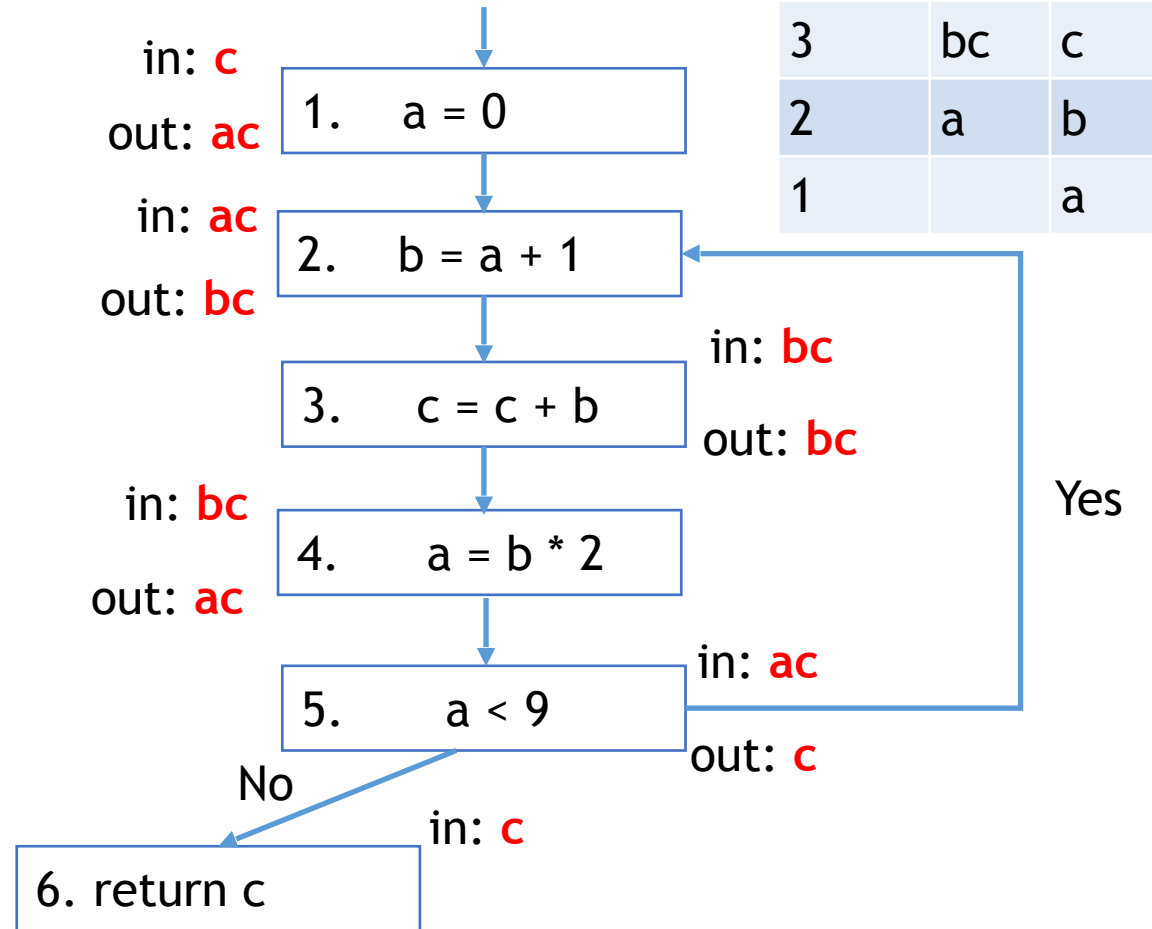 in: c
out: ac
1. a = 0
3 bc c
2 a b
1 a
in: ac
out: bc
2. b = a + 1
in: bc
out: bc
3. c = c + b
Yes
in: bc
out: ac
4. a = b * 2
in: ac
out: c
5. a < 9
No
in: c
6. return c